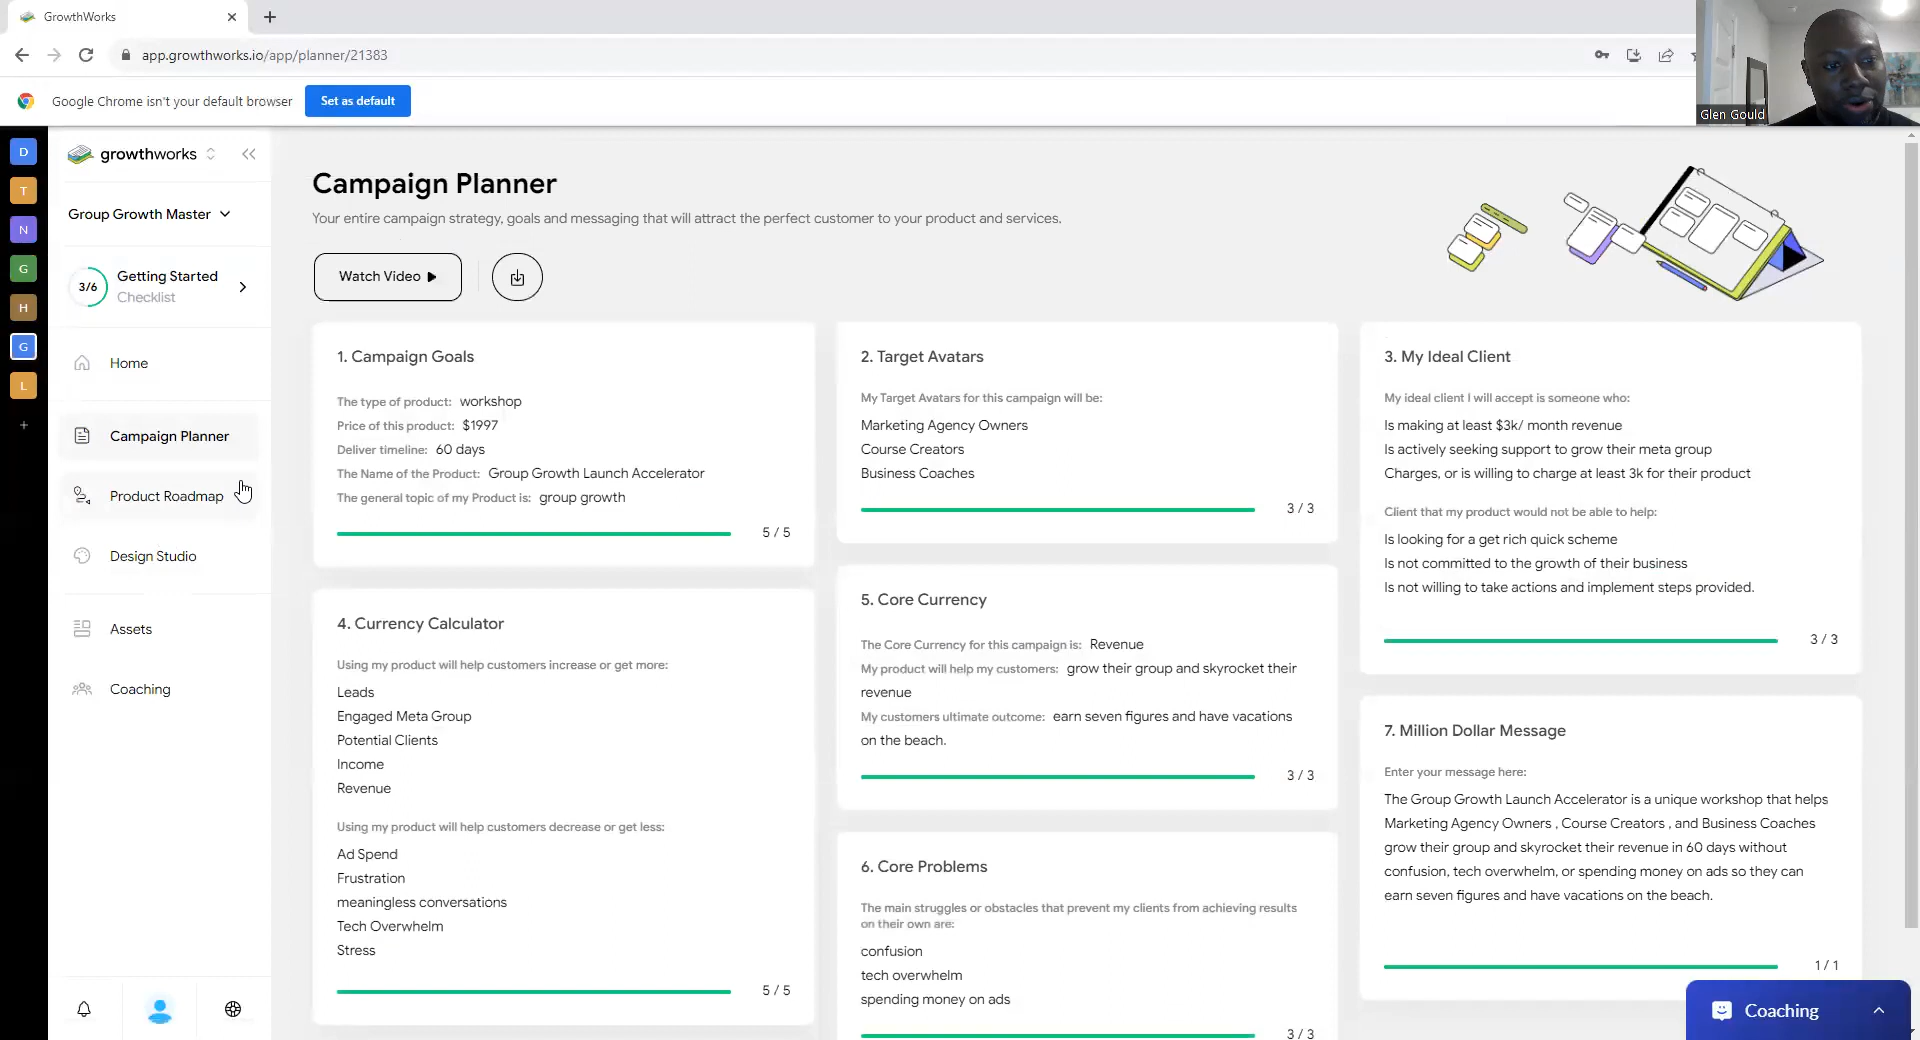 GrowthWorks
app.growthworks.io/app/planner/21383
Google Chrome isn't your default browser
Set as default
Glen Gould
D
T
N
G
H
G
L
+
growthworks
Group Growth Master
3/6
Getting Started
Checklist
Home
Campaign Planner
Product Roadmap
Design Studio
Assets
Coaching
Campaign Planner
Your entire campaign strategy, goals and messaging that will attract the perfect customer to your product and services.
Watch Video
1. Campaign Goals
The type of product: workshop
Price of this product: $1997
Deliver timeline: 60 days
The Name of the Product: Group Growth Launch Accelerator
The general topic of my Product is: group growth
5 / 5
2. Target Avatars
My Target Avatars for this campaign will be:
Marketing Agency Owners
Course Creators
Business Coaches
3 / 3
3. My Ideal Client
My ideal client I will accept is someone who:
Is making at least $3k/ month revenue
Is actively seeking support to grow their meta group
Charges, or is willing to charge at least 3k for their product
Client that my product would not be able to help:
Is looking for a get rich quick scheme
Is not committed to the growth of their business
Is not willing to take actions and implement steps provided.
3 / 3
4. Currency Calculator
Using my product will help customers increase or get more:
Leads
Engaged Meta Group
Potential Clients
Income
Revenue
Using my product will help customers decrease or get less:
Ad Spend
Frustration
meaningless conversations
Tech Overwhelm
Stress
5 / 5
5. Core Currency
The Core Currency for this campaign is: Revenue
My product will help my customers: grow their group and skyrocket their
revenue
My customers ultimate outcome: earn seven figures and have vacations
on the beach.
3 / 3
6. Core Problems
The main struggles or obstacles that prevent my clients from achieving results
on their own are:
confusion
tech overwhelm
spending money on ads
3 / 3
7. Million Dollar Message
Enter your message here:
The Group Growth Launch Accelerator is a unique workshop that helps
Marketing Agency Owners , Course Creators , and Business Coaches
grow their group and skyrocket their revenue in 60 days without
confusion, tech overwhelm, or spending money on ads so they can
earn seven figures and have vacations on the beach.
1 / 1
Coaching